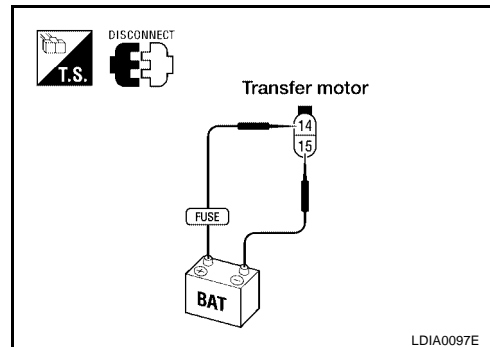 DISCONNECT
T.S.
Transfer motor
14
15
FUSE
+ -
BAT
LDIA0097E